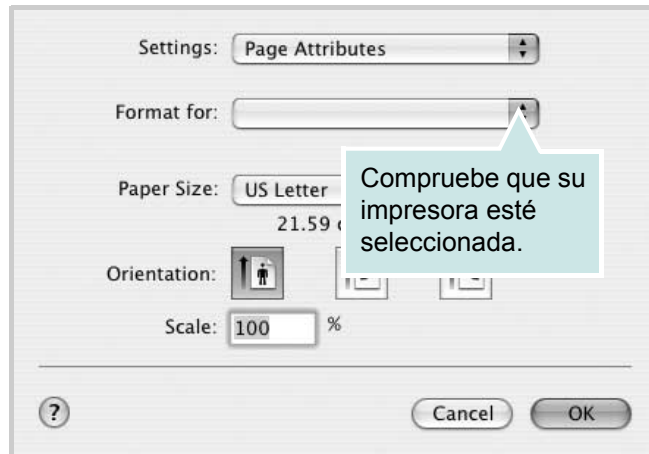 Settings: Page Attributes
Format for:
Paper Size: US Letter
21.59
Compruebe que su
impresora esté
seleccionada.
Orientation:
Scale: 100 %
? Cancel OK